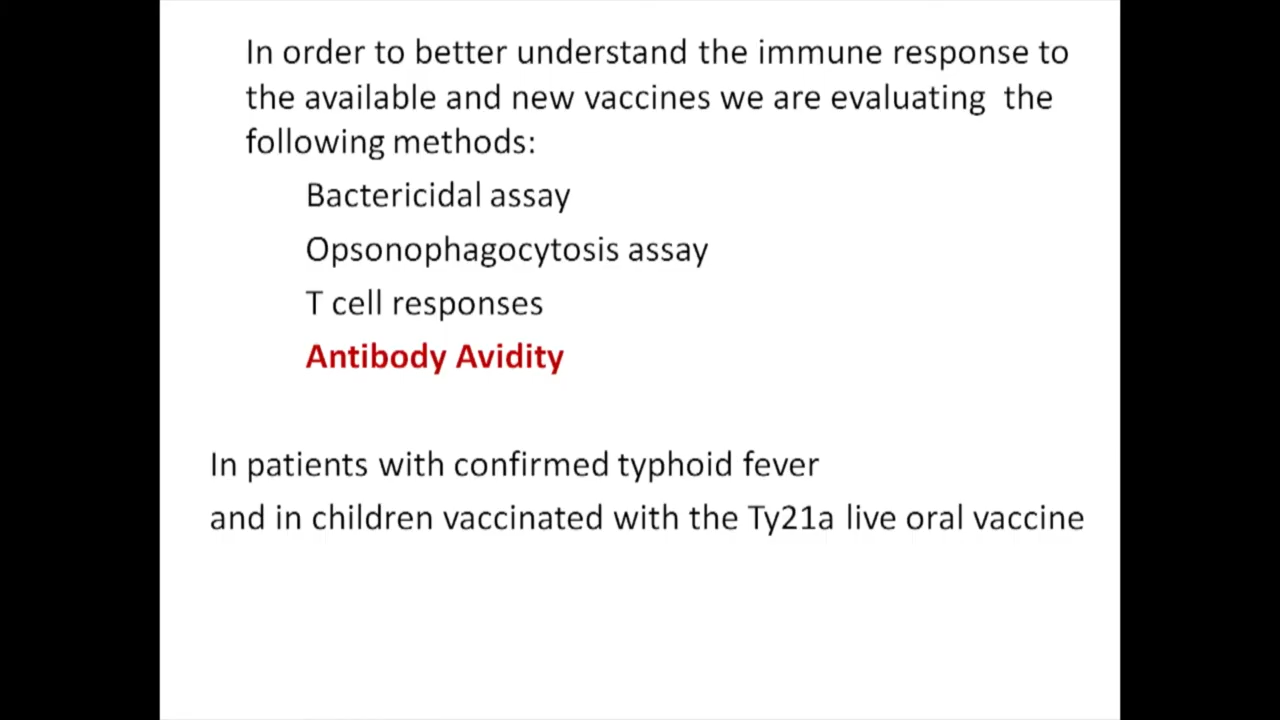 In order to better understand the immune response to
the available and new vaccines we are evaluating the
following methods:
Bactericidal assay
Opsonophagocytosis assay
T cell responses
Antibody Avidity
In patients with confirmed typhoid fever
and in children vaccinated with the Ty21a live oral vaccine